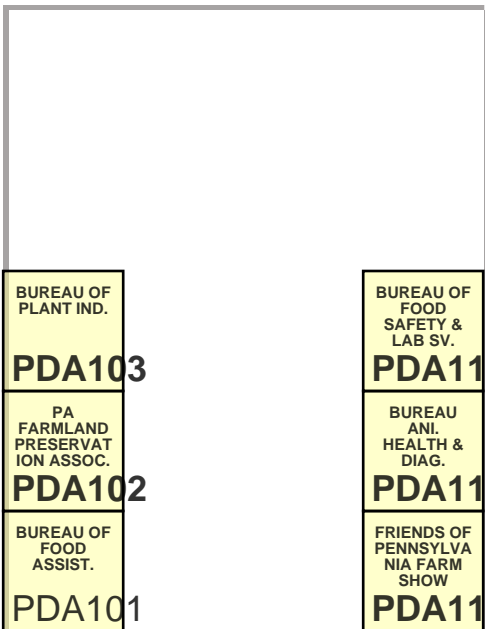 BUREAU OF
PLANT IND.
PDA103
PA
FARMLAND
PRESERVAT
ION ASSOC.
PDA102
BUREAU OF
FOOD
ASSIST.
PDA101
BUREAU OF
FOOD
SAFETY &
LAB SV.
PDA11
BUREAU
ANI.
HEALTH &
DIAG.
PDA11
FRIENDS OF
PENNSYLVA
NIA FARM
SHOW
PDA11